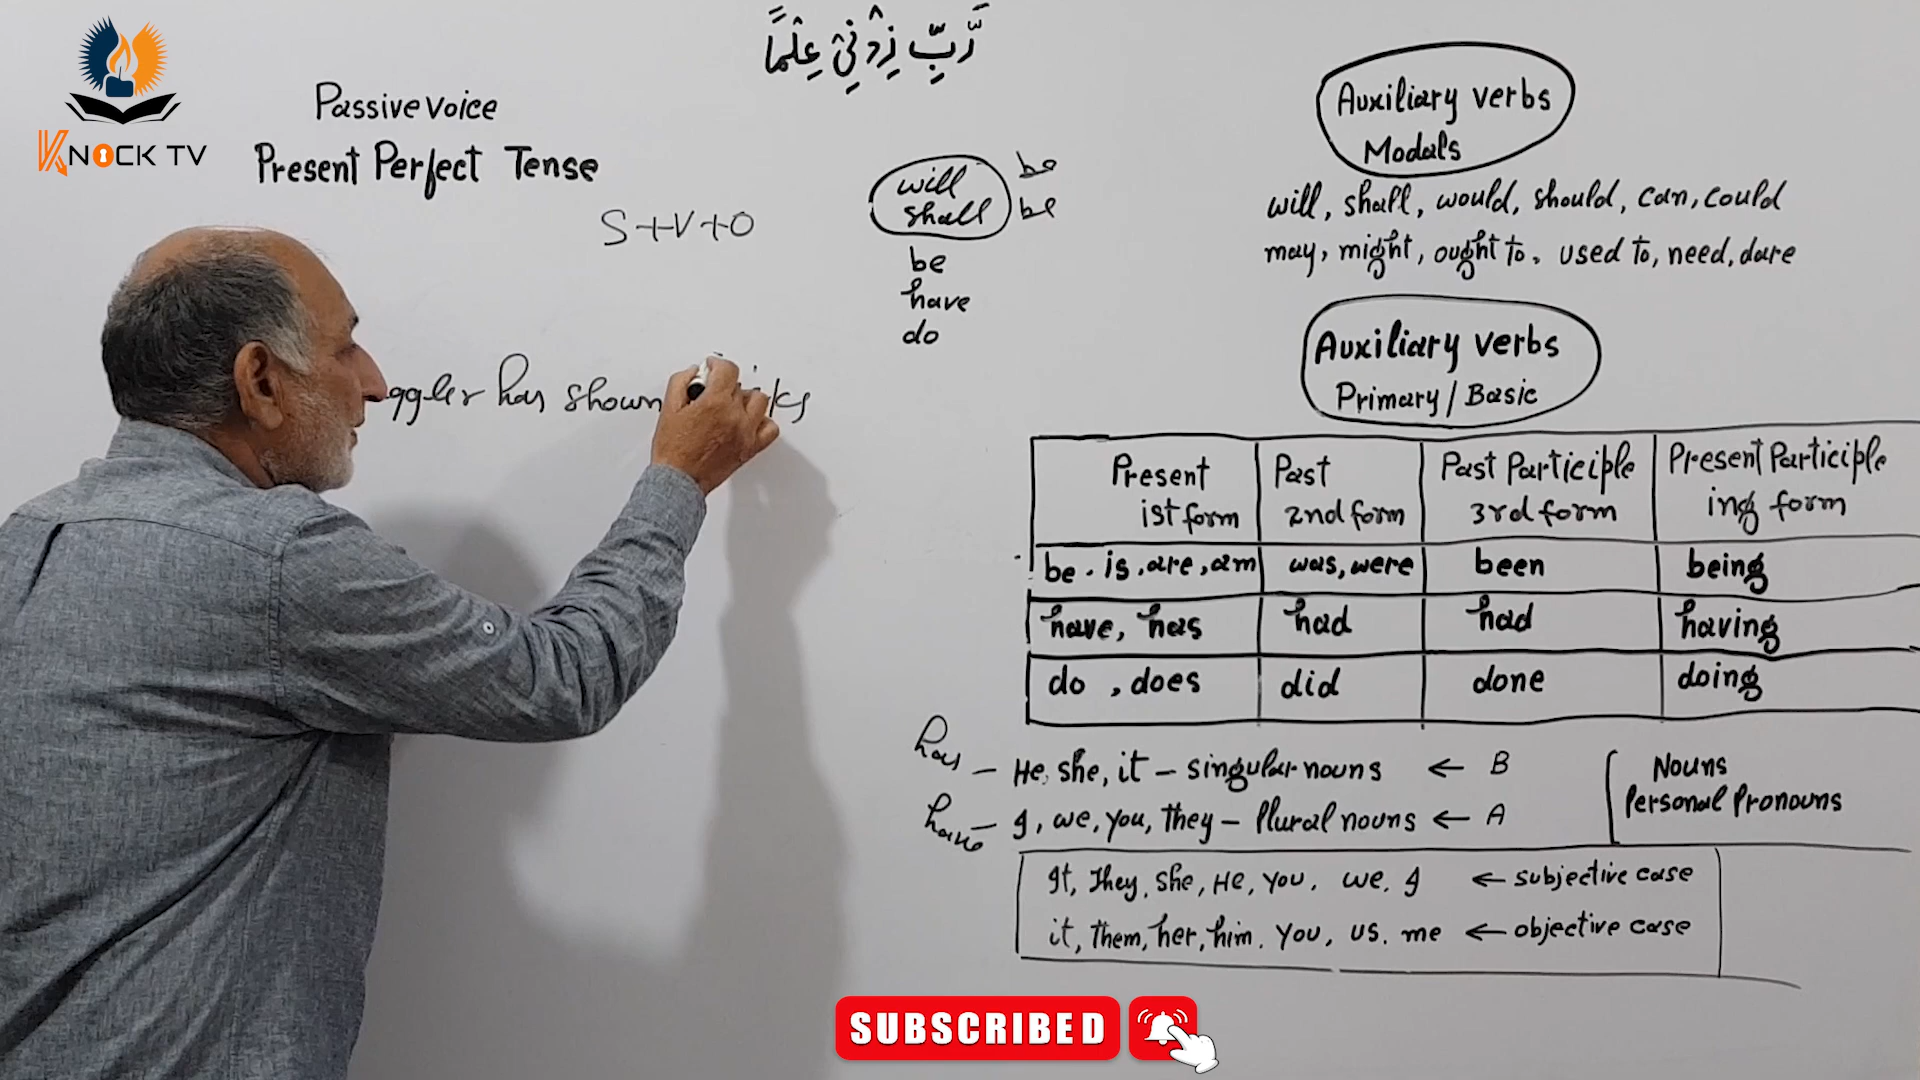 رَّبِّ زِدْنِیْ عِلْمًا
KNOCK TV
Passive voice
Present Perfect Tense
S+V+O
ggler has shown
will be
shall be
be
have
do
Auxiliary verbs
Modals
will, shall, would, should, can, could
may, might, ought to, used to, need, dare
Auxiliary verbs
Primary/Basic
Present Past Past Participle Present Participle
ist form 2nd form 3rd form ing form
be . is, are, am was, were been being
have, has had had having
do , does did done doing
has – He, she, it – singular nouns ← B
have – I, we, you, They – Plural nouns ← A
Nouns
Personal Pronouns
It, They, She, He, You, we, I ← subjective case
it, Them, her, him, you, us, me ← objective case
SUBSCRIBED